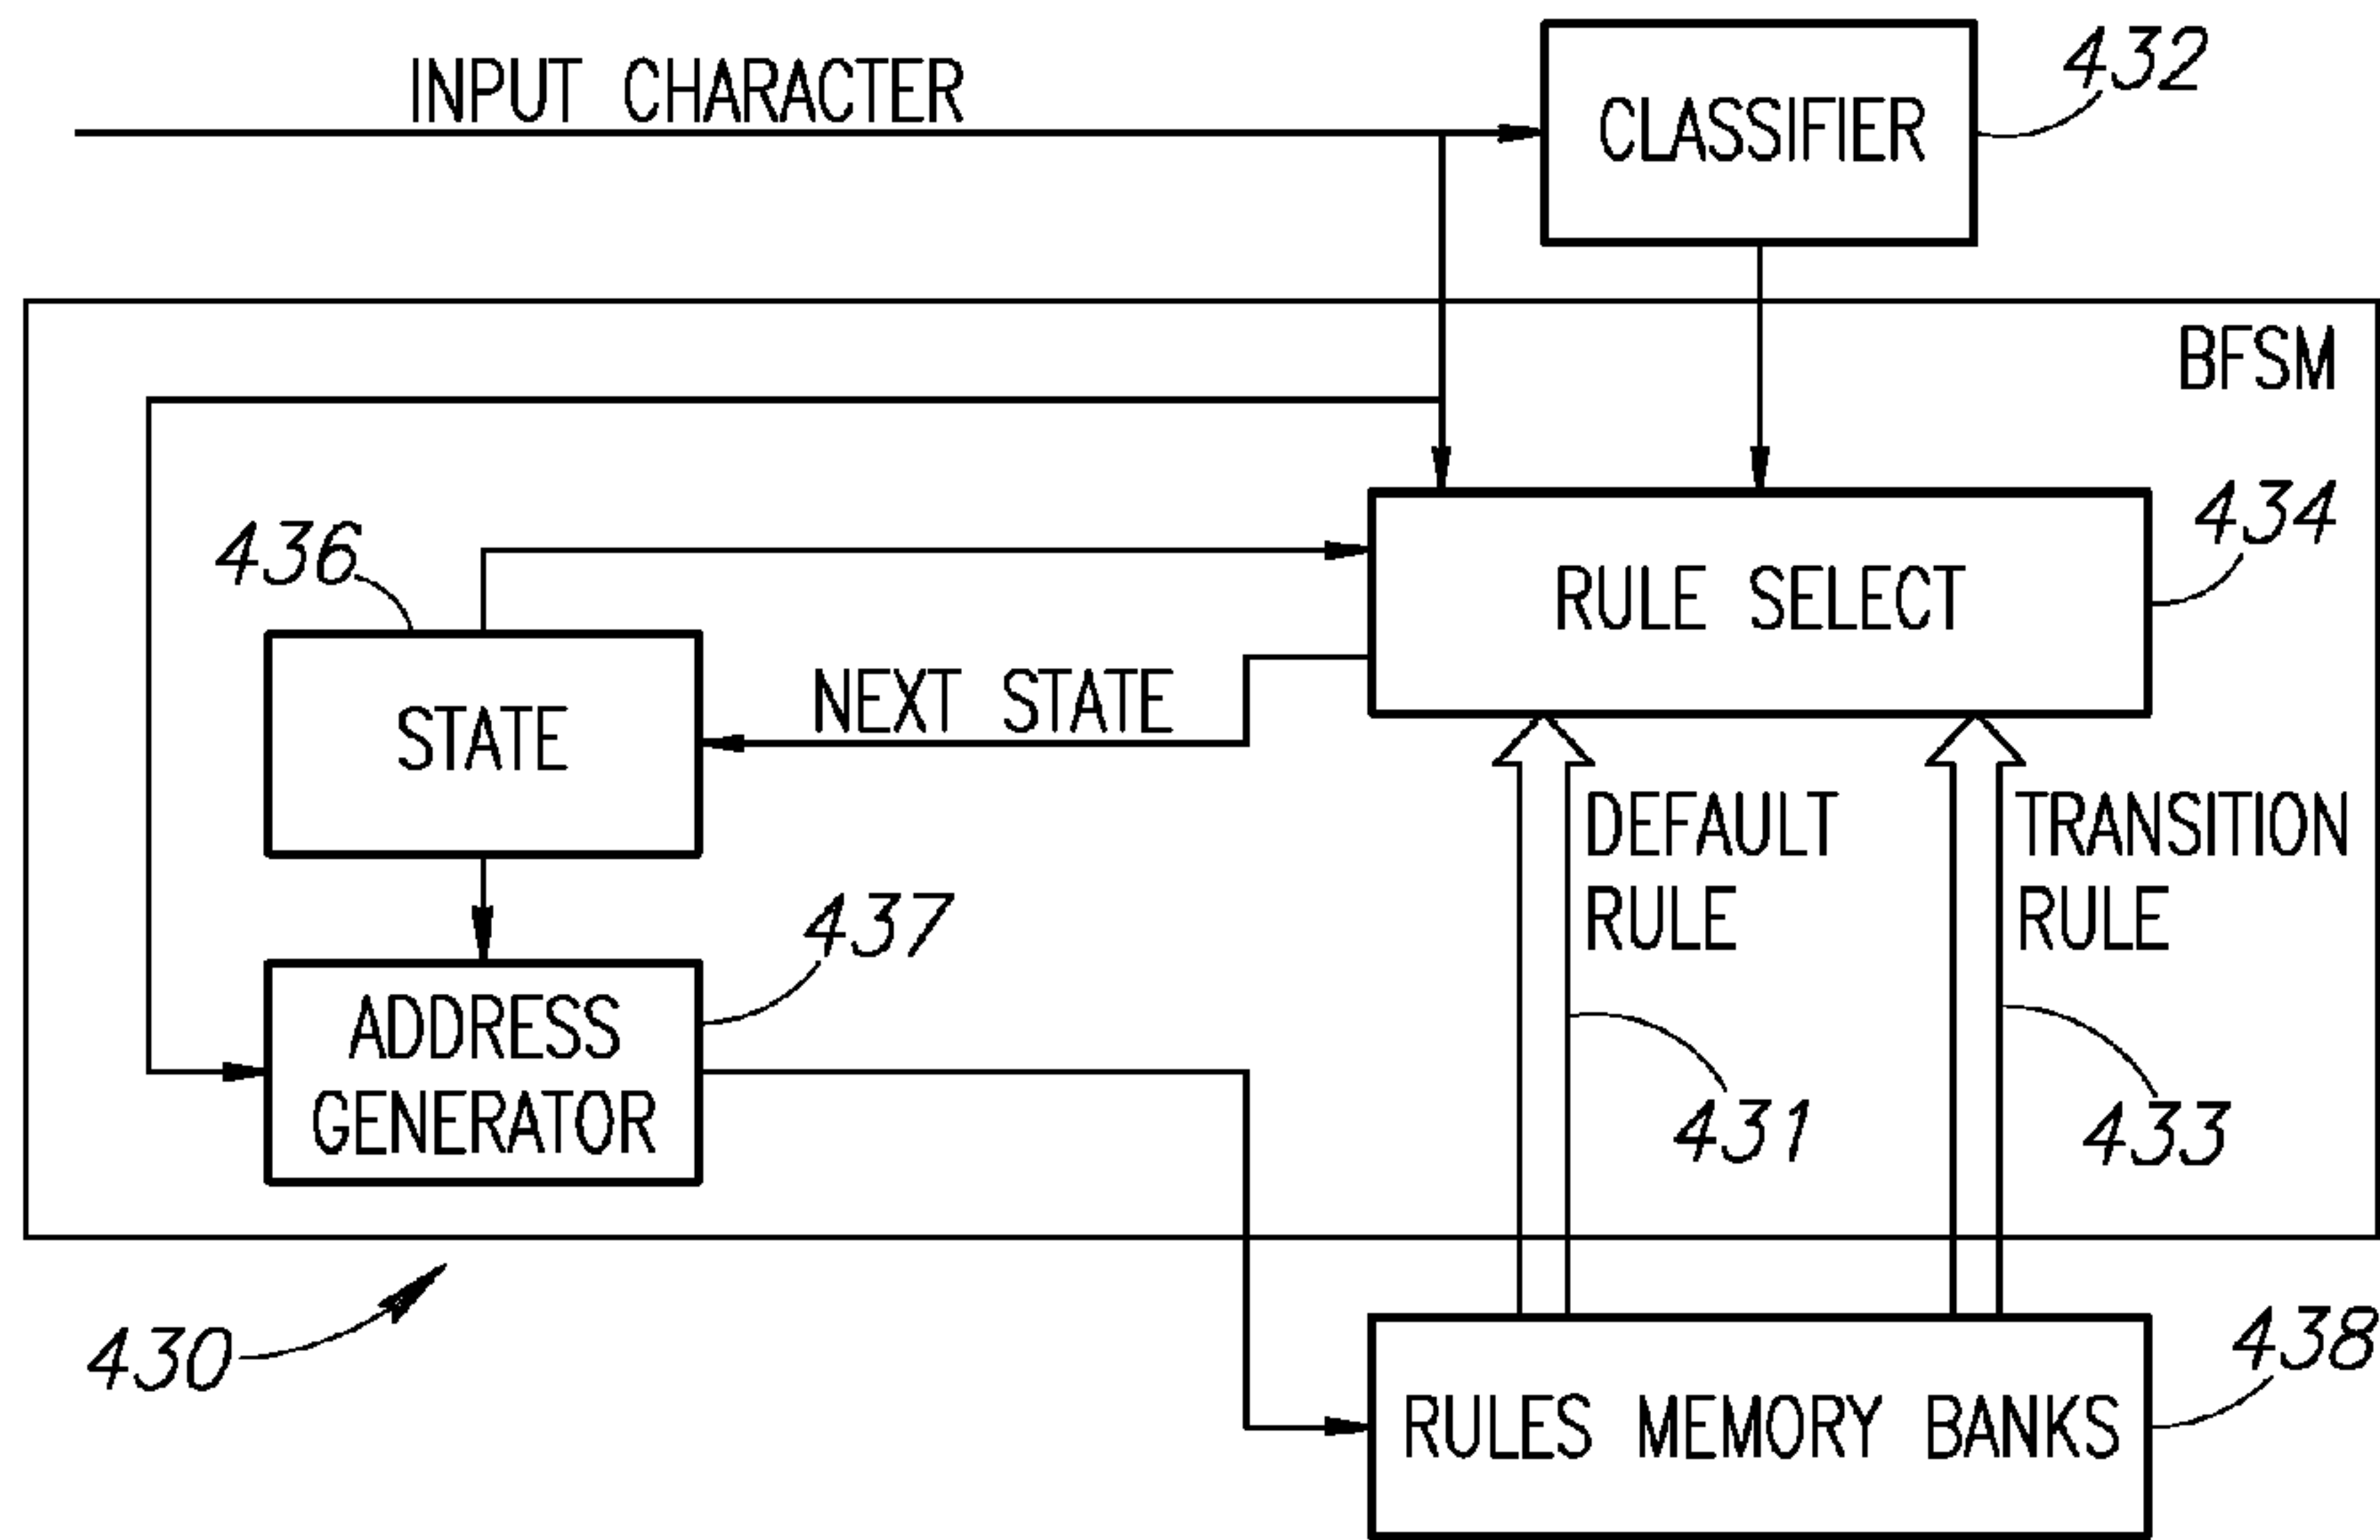 INPUT CHARACTER
CLASSIFIER
432
BFSM
434
436
RULE SELECT
STATE
NEXT STATE
DEFAULT
RULE
TRANSITION
RULE
437
ADDRESS
GENERATOR
431
433
430
438
RULES MEMORY BANKS